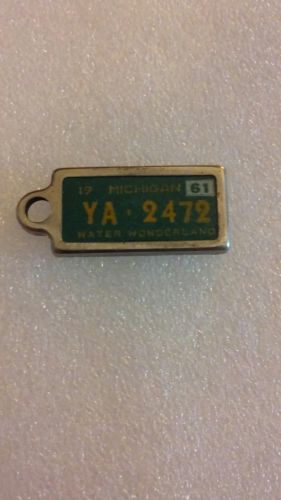 19 MICHIGAN 61
YA·2472
WATER WONDERLAND